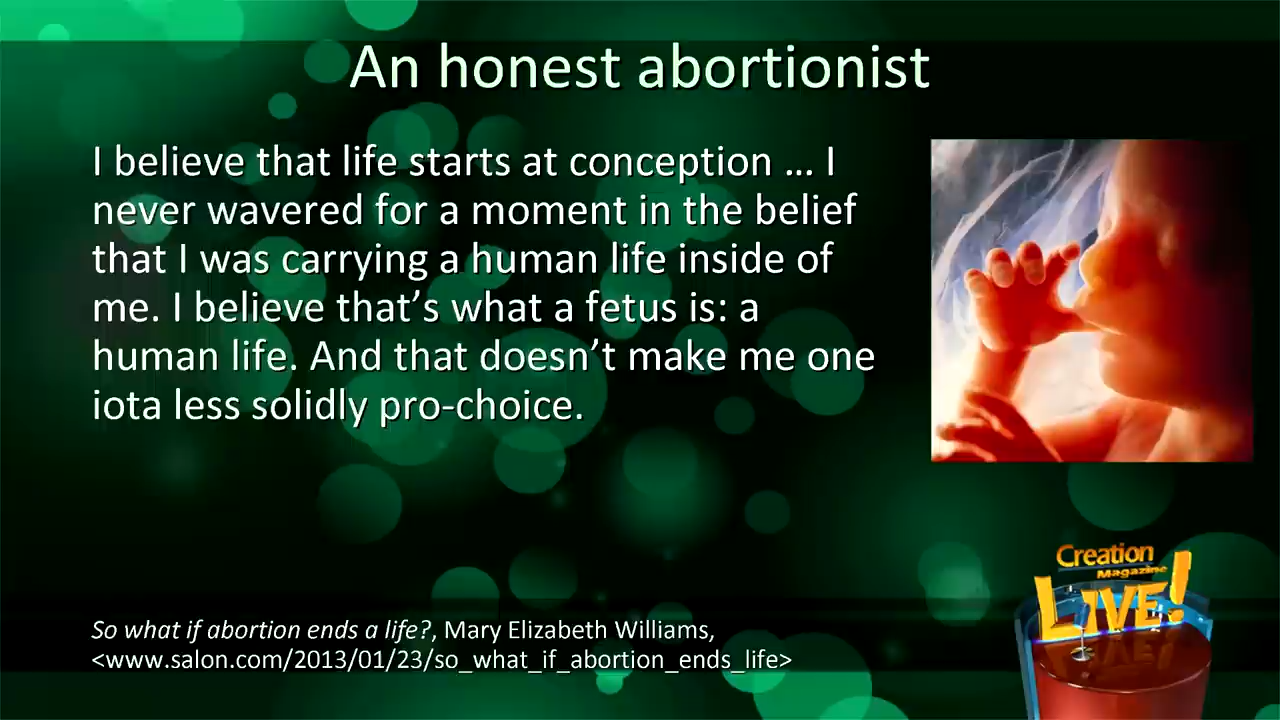 An honest abortionist
I believe that life starts at conception … I
never wavered for a moment in the belief
that I was carrying a human life inside of
me. I believe that’s what a fetus is: a
human life. And that doesn’t make me one
iota less solidly pro-choice.
So what if abortion ends a life?, Mary Elizabeth Williams,
<www.salon.com/2013/01/23/so_what_if_abortion_ends_life>
Creation
Magazine
LIVE!